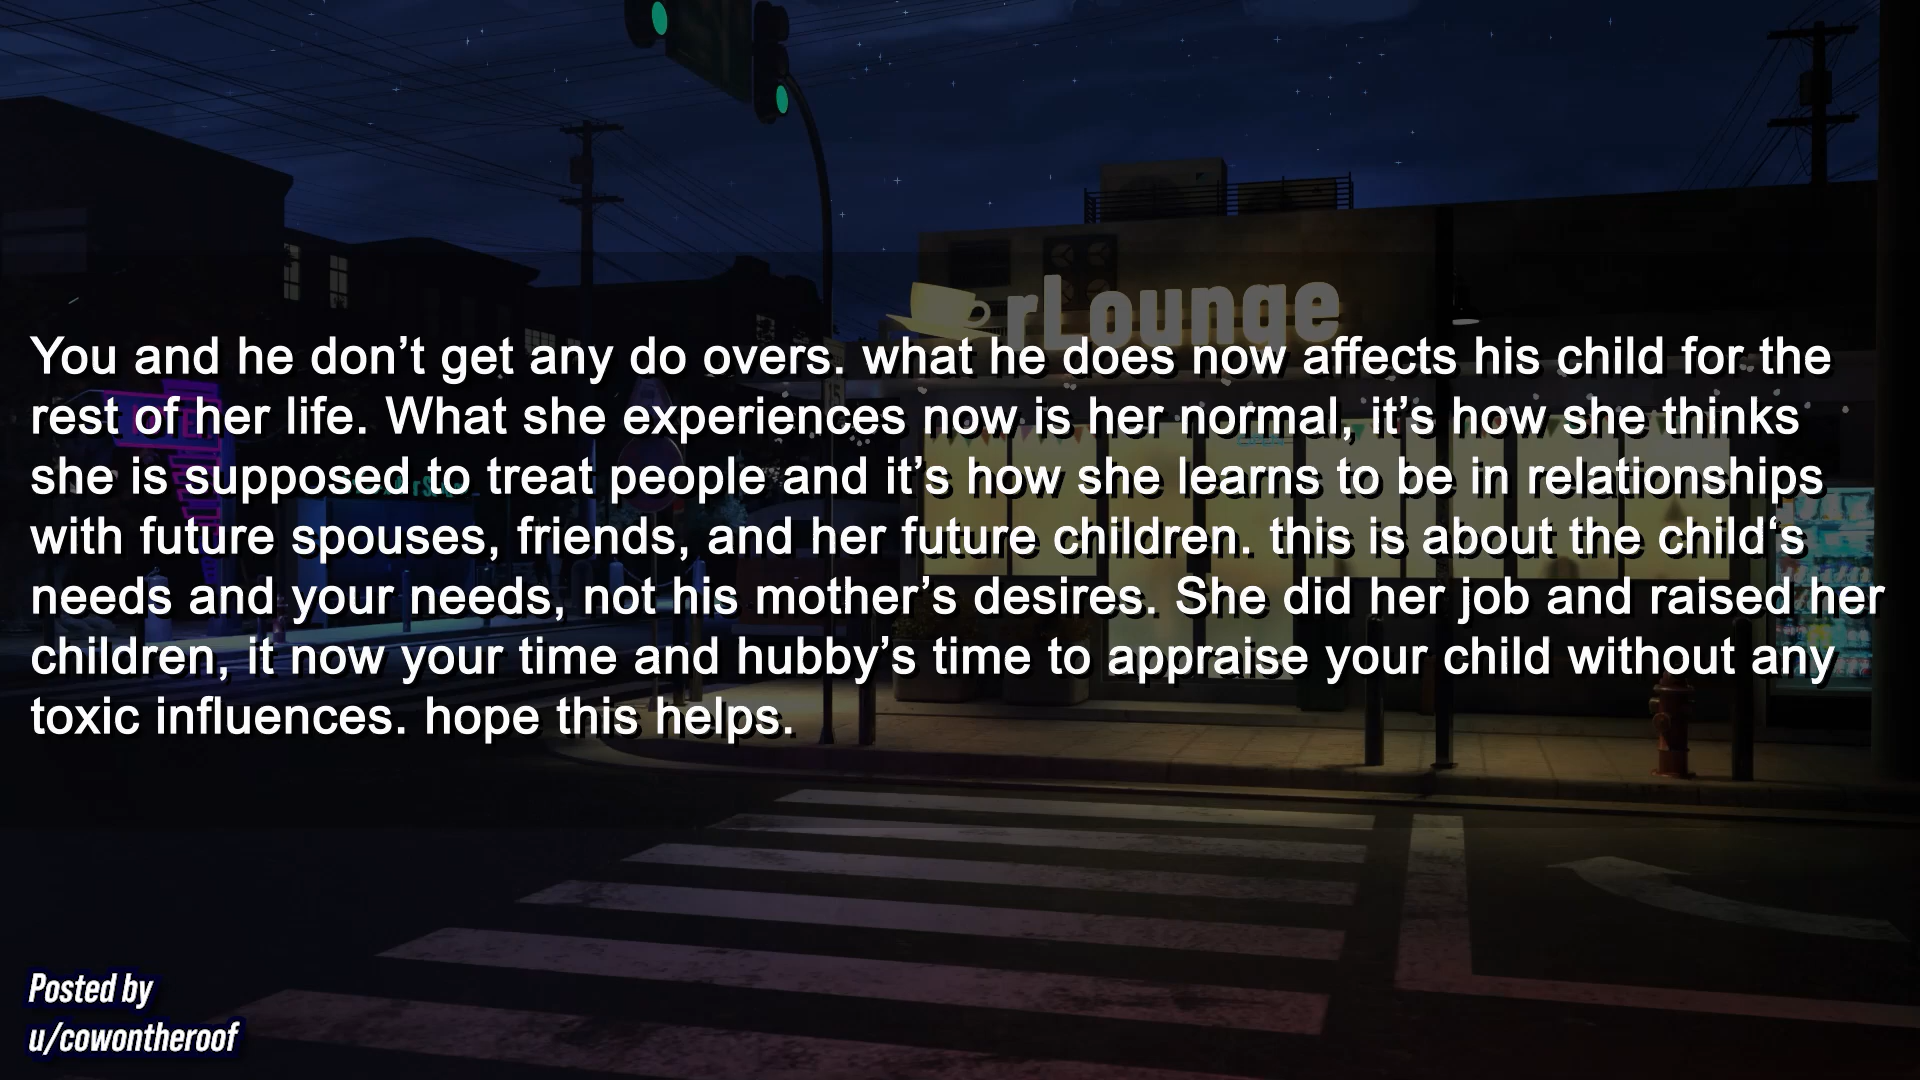 rLounge
You and he don’t get any do overs. what he does now affects his child for the
rest of her life. What she experiences now is her normal, it’s how she thinks
she is supposed to treat people and it’s how she learns to be in relationships
with future spouses, friends, and her future children. this is about the child‘s
needs and your needs, not his mother’s desires. She did her job and raised her
children, it now your time and hubby’s time to appraise your child without any
toxic influences. hope this helps.
Posted by
u/cowontheroof